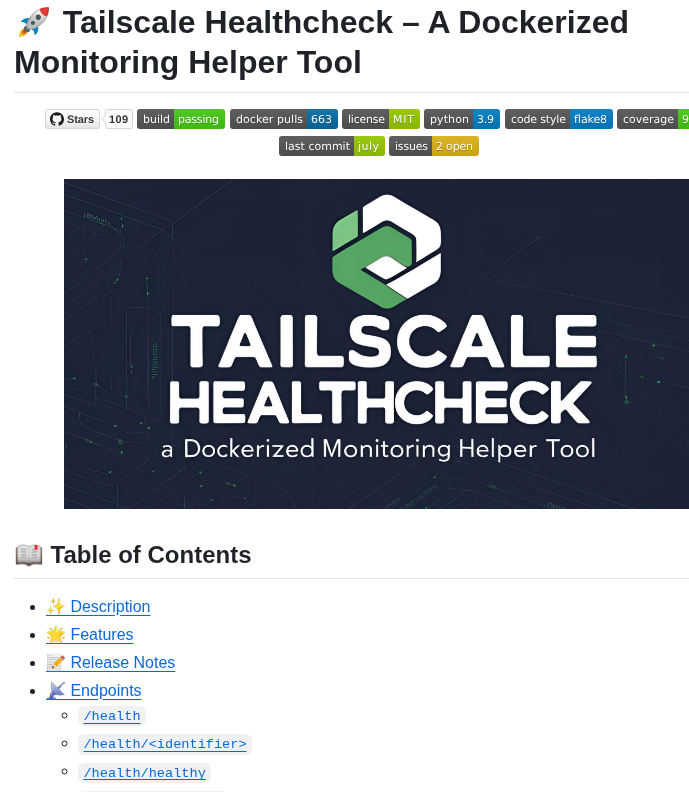 🚀 Tailscale Healthcheck – A Dockerized
Monitoring Helper Tool
Stars 109 build passing docker pulls 663 license MIT python 3.9 code style flake8 coverage 9
last commit july issues 2 open
TAILSCALE
HEALTHCHECK
a Dockerized Monitoring Helper Tool
📖 Table of Contents
• ✨ Description
• 🌟 Features
• 📝 Release Notes
• 📡 Endpoints
◦ /health
◦ /health/<identifier>
◦ /health/healthy